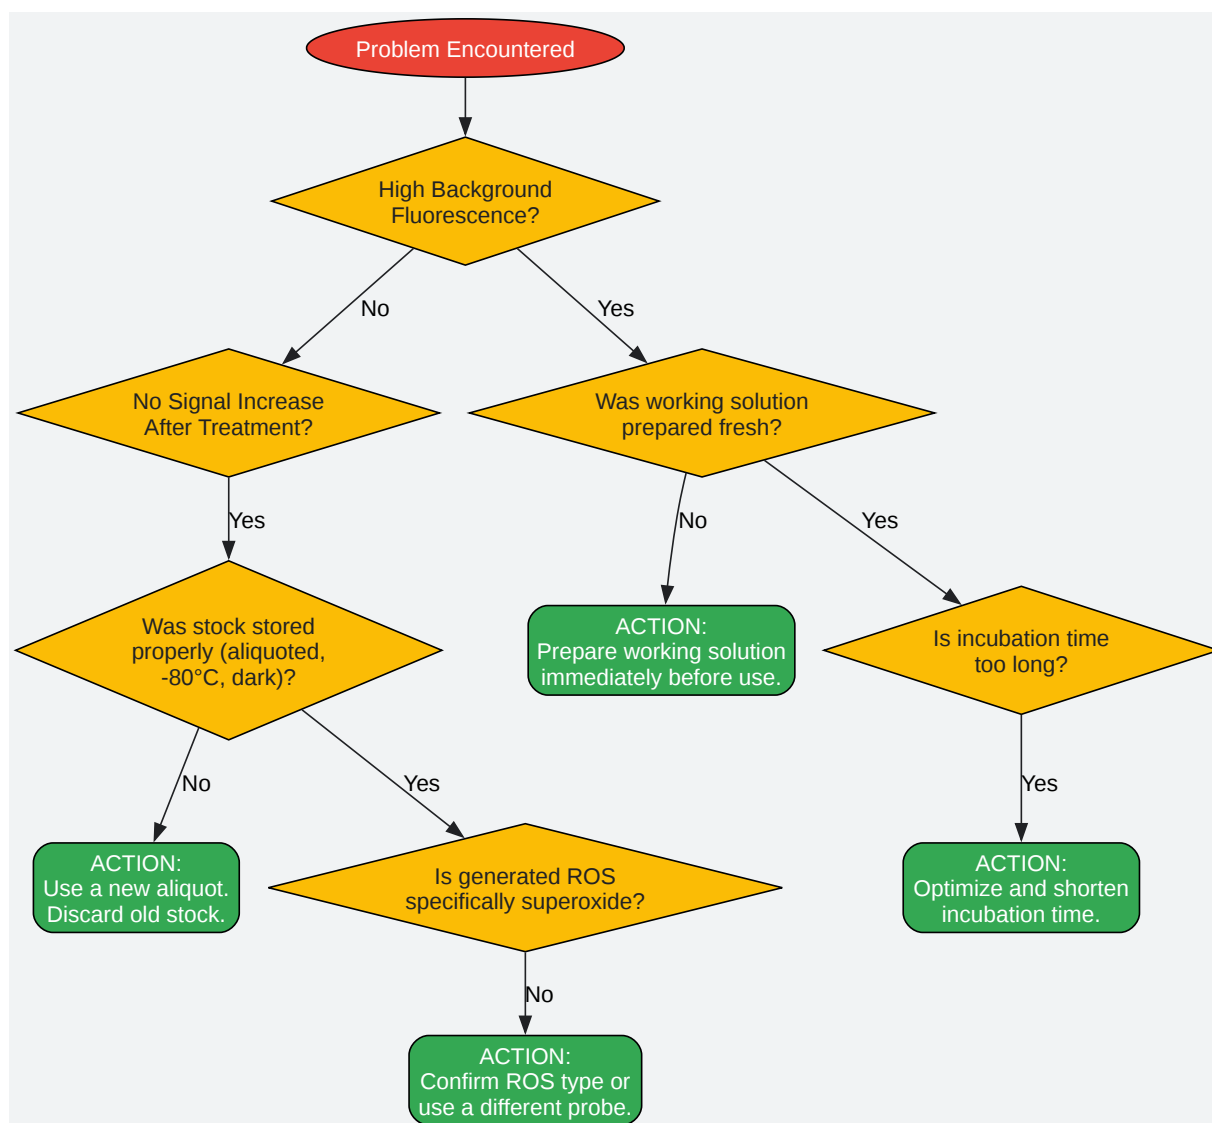 Problem Encountered
High Background
Fluorescence?
No
Yes
No Signal Increase
After Treatment?
Was working solution
prepared fresh?
Yes
No
Yes
Was stock stored
properly (aliquoted,
-80°C, dark)?
ACTION:
Prepare working solution
immediately before use.
Is incubation time
too long?
No
Yes
Yes
ACTION:
Use a new aliquot.
Discard old stock.
Is generated ROS
specifically superoxide?
ACTION:
Optimize and shorten
incubation time.
No
ACTION:
Confirm ROS type or
use a different probe.